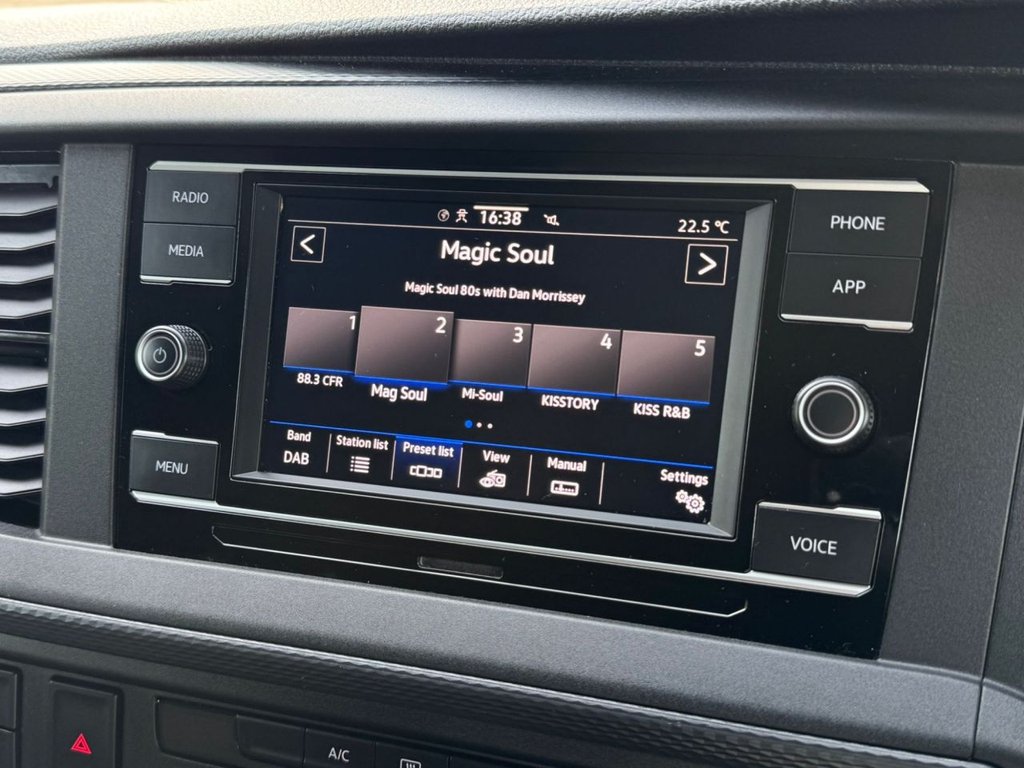 RADIO
MEDIA
MENU
16:38
22.5 °C
<
Magic Soul
>
Magic Soul 80s with Dan Morrissey
1 2 3 4 5
88.3 CFR Mag Soul Mi-Soul KISSTORY KISS R&B
Band Station list Preset list View Manual Settings
DAB
PHONE
APP
VOICE
A/C